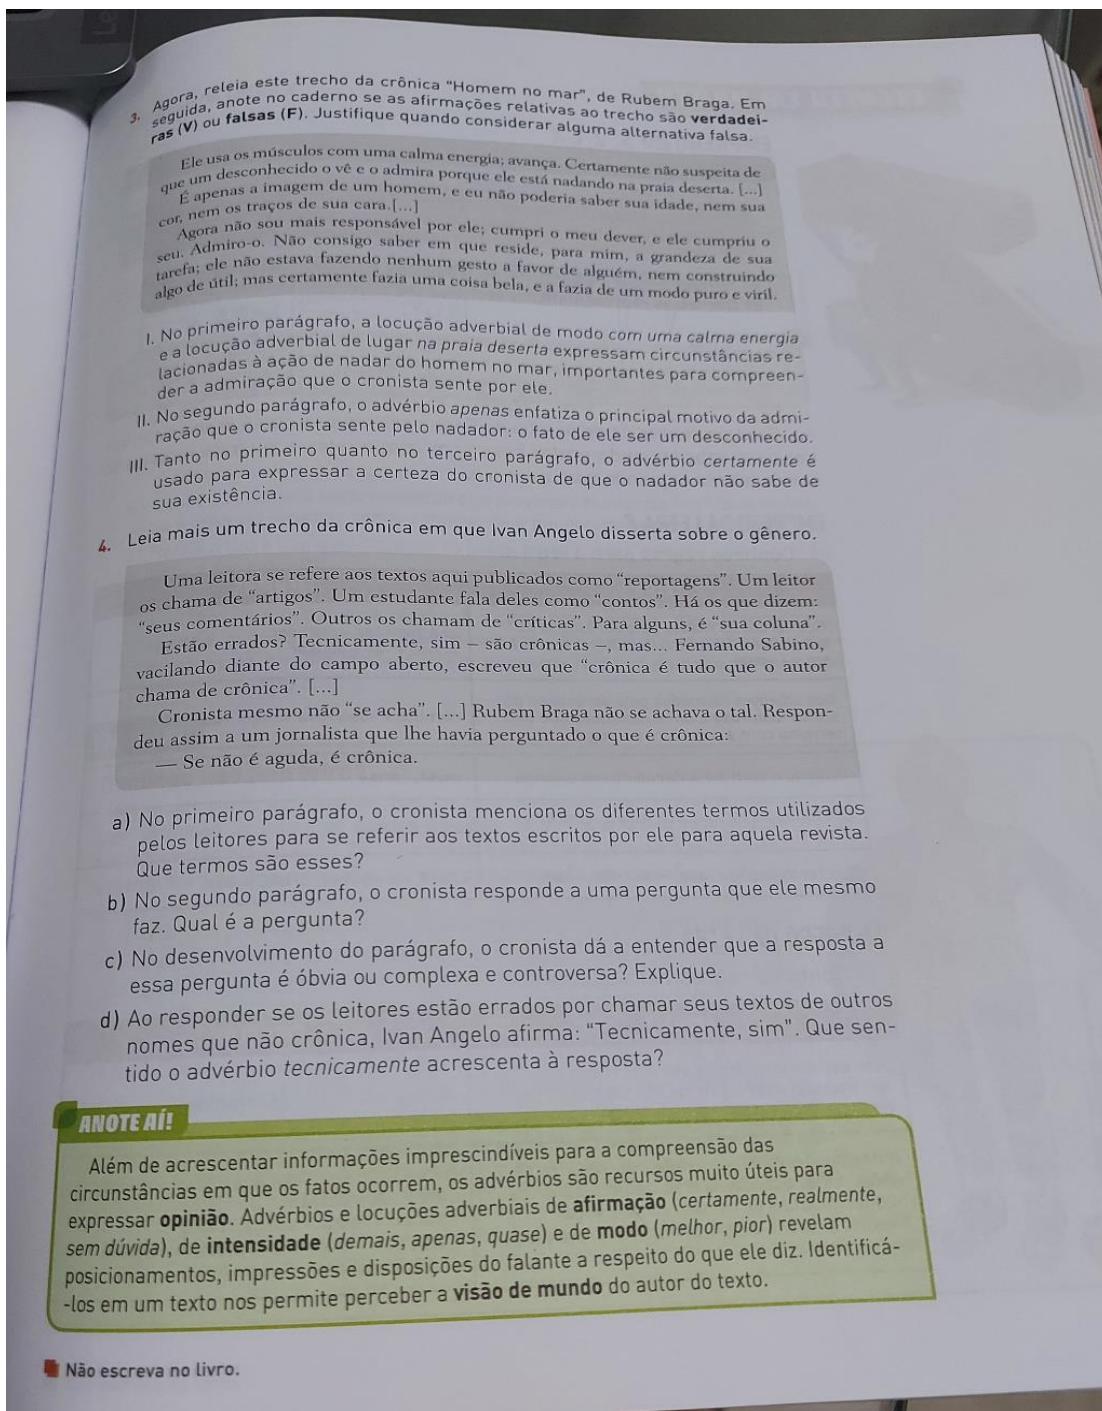 3. Agora, releia este trecho da crônica "Homem no mar", de Rubem Braga. Em
seguida, anote no caderno se as afirmações relativas ao trecho são verdadei-
ras (V) ou falsas (F). Justifique quando considerar alguma alternativa falsa.
Ele usa os músculos com uma calma energia; avança. Certamente não suspeita de
que um desconhecido o vê e o admira porque ele está nadando na praia deserta. [...]
É apenas a imagem de um homem, e eu não poderia saber sua idade, nem sua
cor, nem os traços de sua cara.[...]
Agora não sou mais responsável por ele; cumpri o meu dever, e ele cumpriu o
seu. Admiro-o. Não consigo saber em que reside, para mim, a grandeza de sua
tarefa; ele não estava fazendo nenhum gesto a favor de alguém, nem construindo
algo de útil; mas certamente fazia uma coisa bela, e a fazia de um modo puro e viril.
I. No primeiro parágrafo, a locução adverbial de modo com uma calma energia
e a locução adverbial de lugar na praia deserta expressam circunstâncias re-
lacionadas à ação de nadar do homem no mar, importantes para compreen-
der a admiração que o cronista sente por ele.
II. No segundo parágrafo, o advérbio apenas enfatiza o principal motivo da admi-
ração que o cronista sente pelo nadador: o fato de ele ser um desconhecido.
III. Tanto no primeiro quanto no terceiro parágrafo, o advérbio certamente é
usado para expressar a certeza do cronista de que o nadador não sabe de
sua existência.
4. Leia mais um trecho da crônica em que Ivan Angelo disserta sobre o gênero.
Uma leitora se refere aos textos aqui publicados como "reportagens". Um leitor
os chama de "artigos". Um estudante fala deles como "contos". Há os que dizem:
"seus comentários". Outros os chamam de "críticas". Para alguns, é "sua coluna".
Estão errados? Tecnicamente, sim – são crônicas –, mas... Fernando Sabino,
vacilando diante do campo aberto, escreveu que "crônica é tudo que o autor
chama de crônica". [...]
Cronista mesmo não "se acha". [...] Rubem Braga não se achava o tal. Respon-
deu assim a um jornalista que lhe havia perguntado o que é crônica:
— Se não é aguda, é crônica.
a) No primeiro parágrafo, o cronista menciona os diferentes termos utilizados
pelos leitores para se referir aos textos escritos por ele para aquela revista.
Que termos são esses?
b) No segundo parágrafo, o cronista responde a uma pergunta que ele mesmo
faz. Qual é a pergunta?
c) No desenvolvimento do parágrafo, o cronista dá a entender que a resposta a
essa pergunta é óbvia ou complexa e controversa? Explique.
d) Ao responder se os leitores estão errados por chamar seus textos de outros
nomes que não crônica, Ivan Angelo afirma: "Tecnicamente, sim". Que sen-
tido o advérbio tecnicamente acrescenta à resposta?
ANOTE AÍ!
Além de acrescentar informações imprescindíveis para a compreensão das
circunstâncias em que os fatos ocorrem, os advérbios são recursos muito úteis para
expressar opinião. Advérbios e locuções adverbiais de afirmação (certamente, realmente,
sem dúvida), de intensidade (demais, apenas, quase) e de modo (melhor, pior) revelam
posicionamentos, impressões e disposições do falante a respeito do que ele diz. Identificá-
-los em um texto nos permite perceber a visão de mundo do autor do texto.
Não escreva no livro.